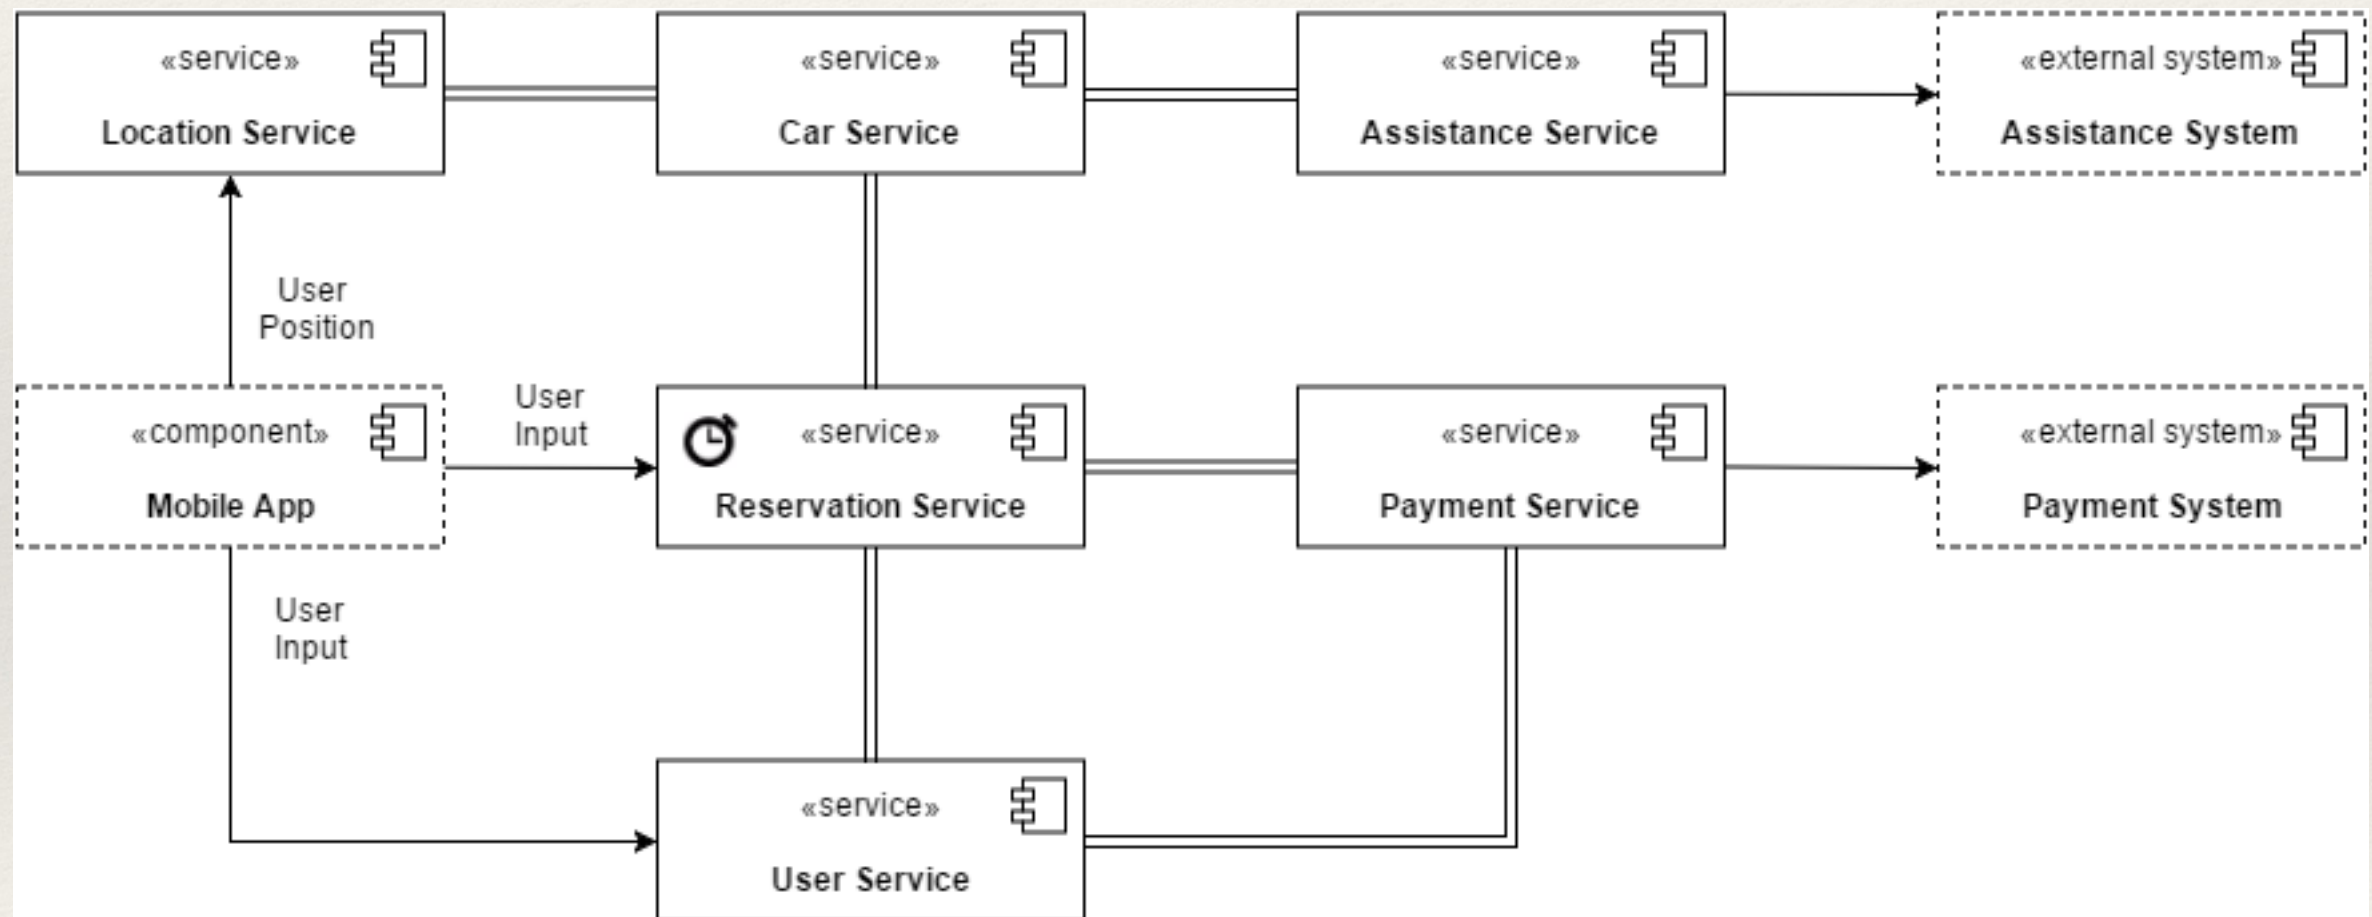 «service»
Location Service
«service»
Car Service
«service»
Assistance Service
«external system»
Assistance System
User
Position
«component»
Mobile App
User
Input
«service»
Reservation Service
«service»
Payment Service
«external system»
Payment System
User
Input
«service»
User Service